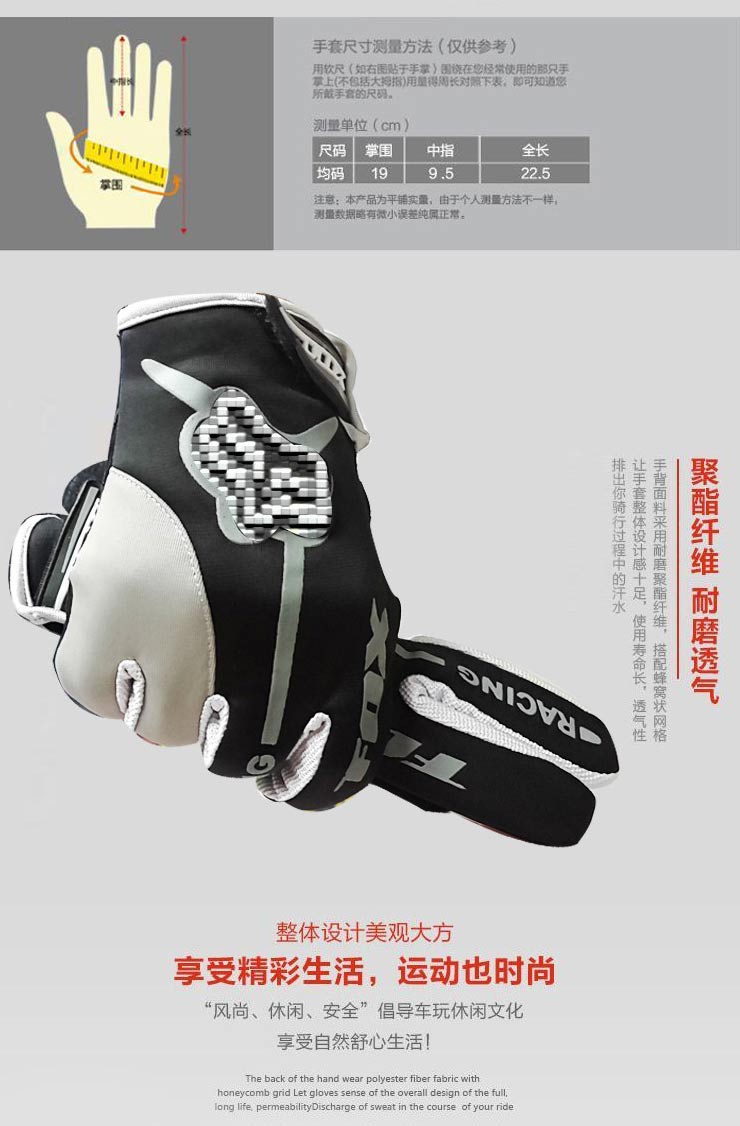 手套尺寸测量方法（仅供参考）
用软尺（如右图贴于手掌）围绕在您经常使用的那只手
掌上(不包括大拇指)用量得周长对照下表，即可知道您
所戴手套的尺码。
中指长
全长
掌围
测量单位（cm）
尺码 掌围 中指 全长
均码 19 9.5 22.5
注意：本产品为平铺实量，由于个人测量方法不一样，
测量数据略有微小误差纯属正常。
聚酯纤维 耐磨透气
手背面料采用耐磨聚酯纤维，搭配蜂窝状网格
让手套整体设计感十足，使用寿命长，透气性
排出你骑行过程中的汗水
FOX
G
RACING
整体设计美观大方
享受精彩生活，运动也时尚
“风尚、休闲、安全”倡导车玩休闲文化
享受自然舒心生活！
The back of the hand wear polyester fiber fabric with
honeycomb grid Let gloves sense of the overall design of the full,
long life, permeabilityDischarge of sweat in the course of your ride